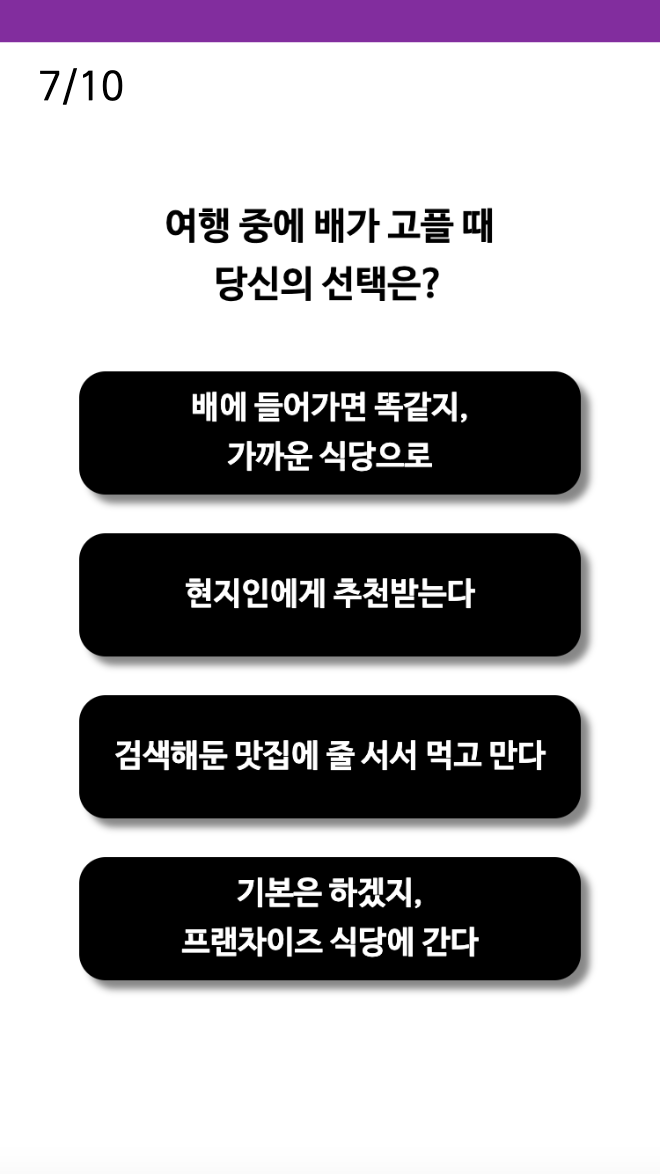 7/10
여행 중에 배가 고플 때
당신의 선택은?
배에 들어가면 똑같지,
가까운 식당으로
현지인에게 추천받는다
검색해둔 맛집에 줄 서서 먹고 만다
기본은 하겠지,
프랜차이즈 식당에 간다